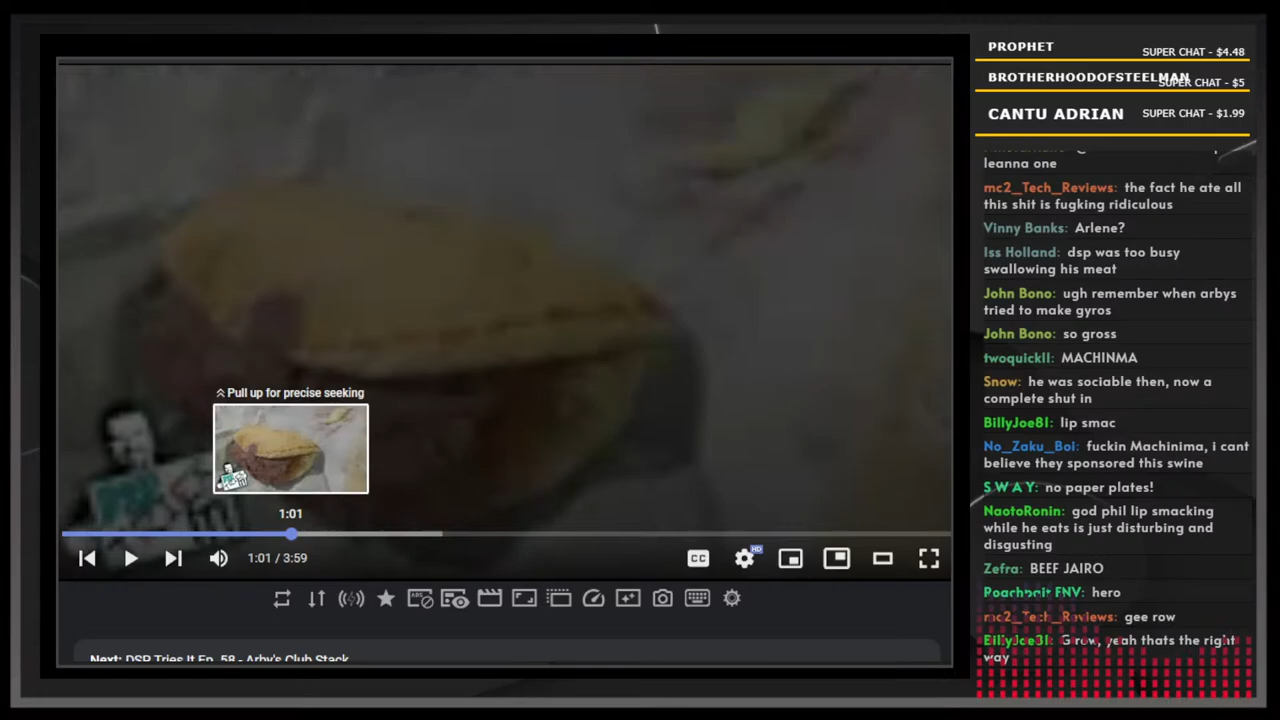 PROPHET
SUPER CHAT - $4.48
BROTHERHOODOFSTEELMAN
SUPER CHAT - $5
CANTU ADRIAN
SUPER CHAT - $1.99
leanna one
mc2_Tech_Reviews: the fact he ate all
this shit is fugking ridiculous
Vinny Banks: Arlene?
Iss Holland: dsp was too busy
swallowing his meat
John Bono: ugh remember when arbys
tried to make gyros
John Bono: so gross
twoquickll: MACHINMA
Snow: he was sociable then, now a
complete shut in
BillyJoe81: lip smac
No_Zaku_Boi: fuckin Machinima, i cant
believe they sponsored this swine
S W A Y: no paper plates!
NaotoRonin: god phil lip smacking
while he eats is just disturbing and
disgusting
Zefra: BEEF JAIRO
Roachbait FNV: hero
mc2_Tech_Reviews: gee row
BillyJoe81: Girow, yeah thats the right
way
Pull up for precise seeking
1:01
1:01 / 3:59
CC
HD
Next: DSP Tries It Ep. 58 - Arby's Club Stack